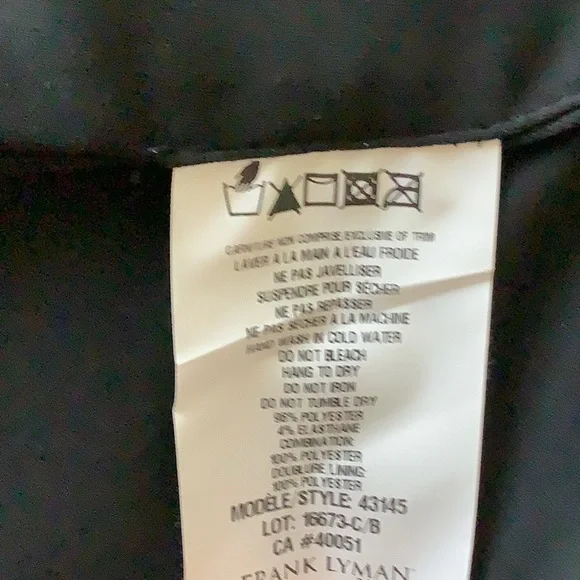 GARNITURE NON COMPRISE/EXCLUSIVE OF TRIM
LAVER A LA MAIN A L'EAU FROIDE
NE PAS JAVELLISER
SUSPENDRE POUR SÉCHER
NE PAS REPASSER
NE PAS SÉCHER A LA MACHINE
HAND WASH IN COLD WATER
DO NOT BLEACH
HANG TO DRY
DO NOT IRON
DO NOT TUMBLE DRY
96% POLYESTER
4% ELASTHANE
COMBINATION:
100% POLYESTER
DOUBLURE LINING:
100% POLYESTER
MODÈLE/STYLE: 43145
LOT: 16673-C/B
CA #40051
FRANK LYMAN